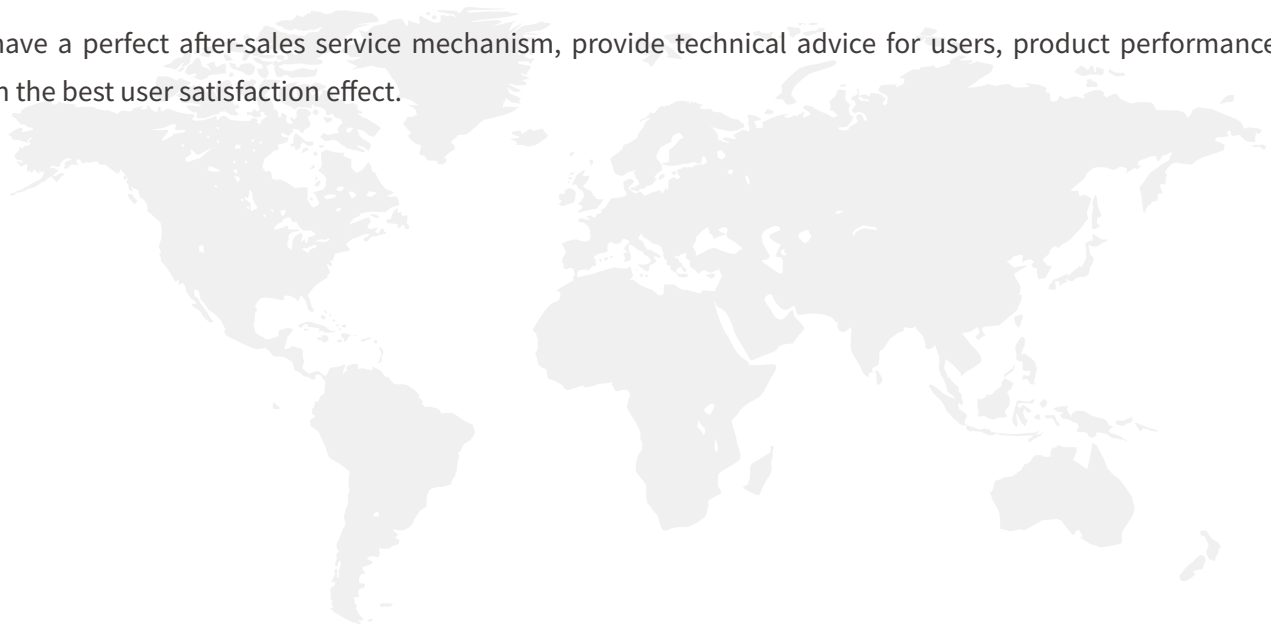 have a perfect after-sales service mechanism, provide technical advice for users, product performance
the best user satisfaction effect.